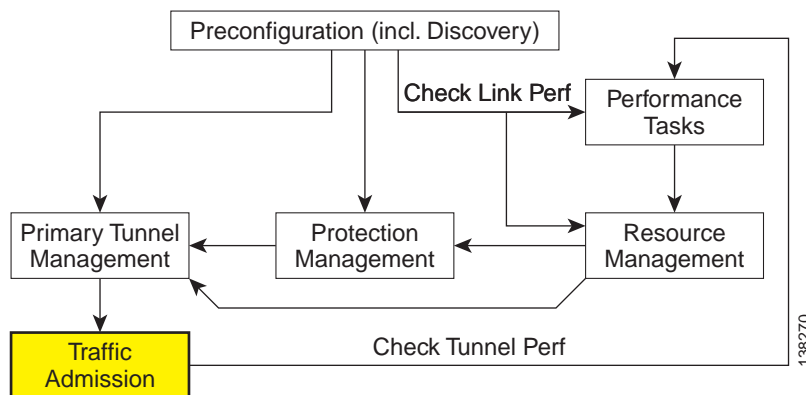 Preconfiguration (incl. Discovery)
Check Link Perf
Performance
Tasks
Primary Tunnel
Management
Protection
Management
Resource
Management
Traffic
Admission
Check Tunnel Perf
138270